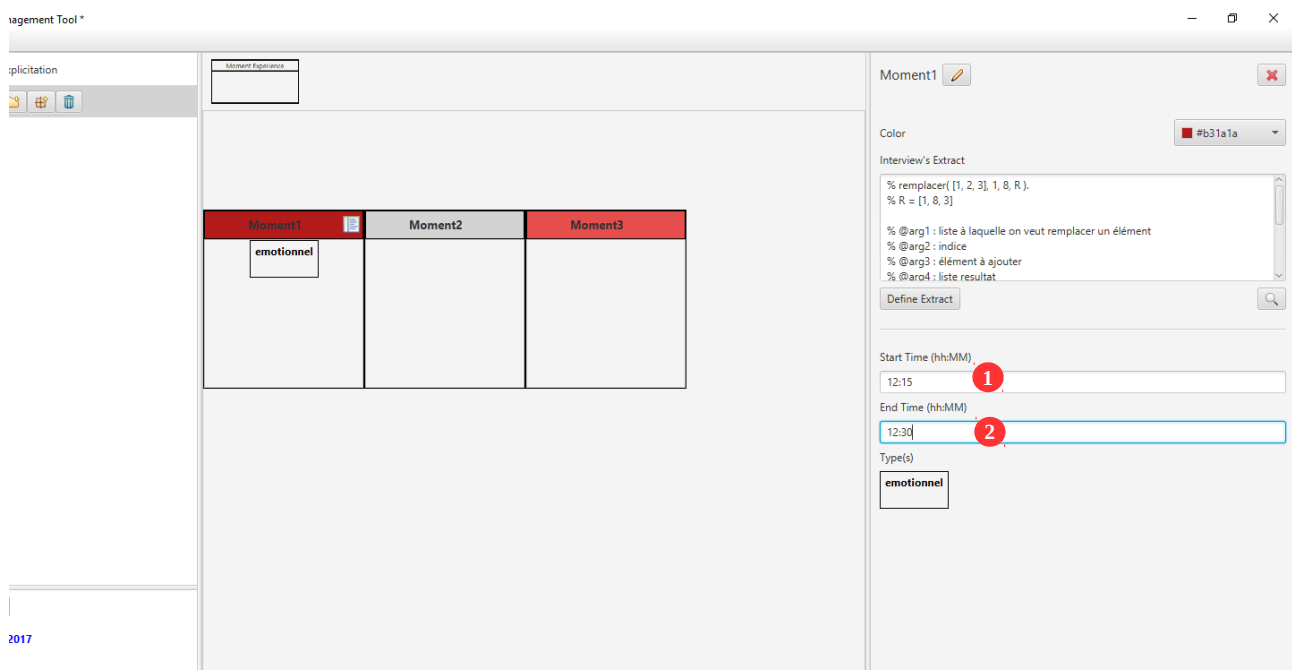 nagement Tool *
xplicitation
Moment Experience
Moment1
Moment2
Moment3
emotionnel
2017
Moment1
Color
#b31a1a
Interview's Extract
% remplacer( [1, 2, 3], 1, 8, R ).
% R = [1, 8, 3]
% @arg1 : liste à laquelle on veut remplacer un élément
% @arg2 : indice
% @arg3 : élément à ajouter
% @arg4 : liste resultat
Define Extract
Start Time (hh:MM)
1
12:15
End Time (hh:MM)
12:30
2
Type(s)
emotionnel